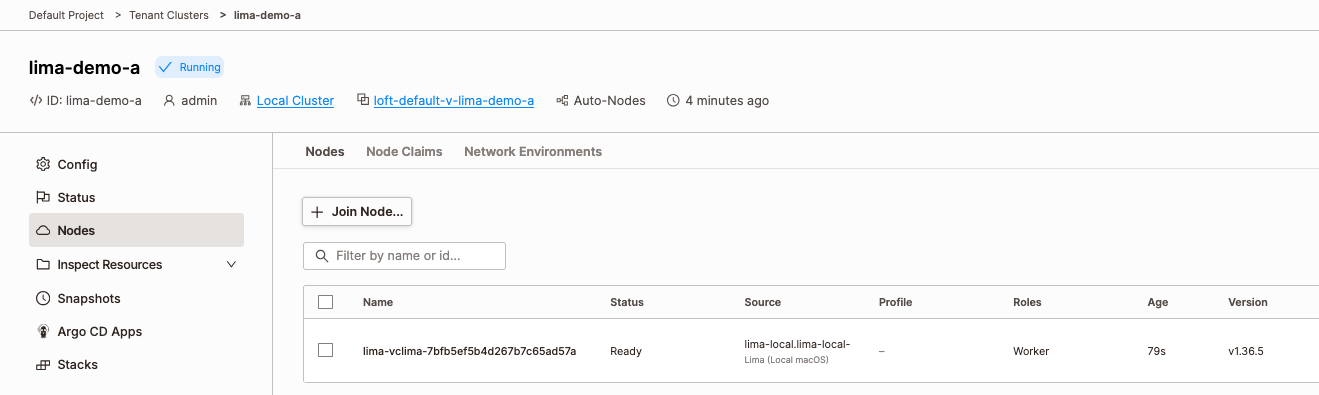 Default Project > Tenant Clusters > lima-demo-a
lima-demo-a Running
ID: lima-demo-a admin Local Cluster loft-default-v-lima-demo-a Auto-Nodes 4 minutes ago
Config
Status
Nodes
Inspect Resources
Snapshots
Argo CD Apps
Stacks
Nodes Node Claims Network Environments
+ Join Node...
Filter by name or id...
Name Status Source Profile Roles Age Version
lima-vclima-7bfb5ef5b4d267b7c65ad57a Ready lima-local.lima-local- – Worker 79s v1.36.5
Lima (Local macOS)